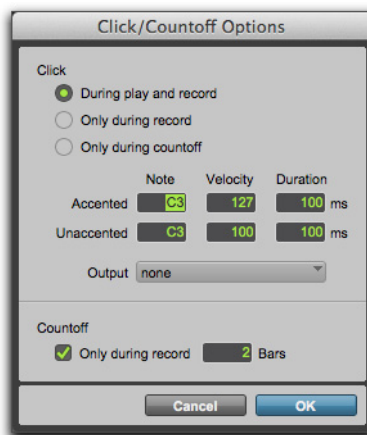 Click/Countoff Options
Click
During play and record
Only during record
Only during countoff
Note Velocity Duration
Accented C3 127 100 ms
Unaccented C3 100 100 ms
Output none
Countoff
Only during record 2 Bars
Cancel OK